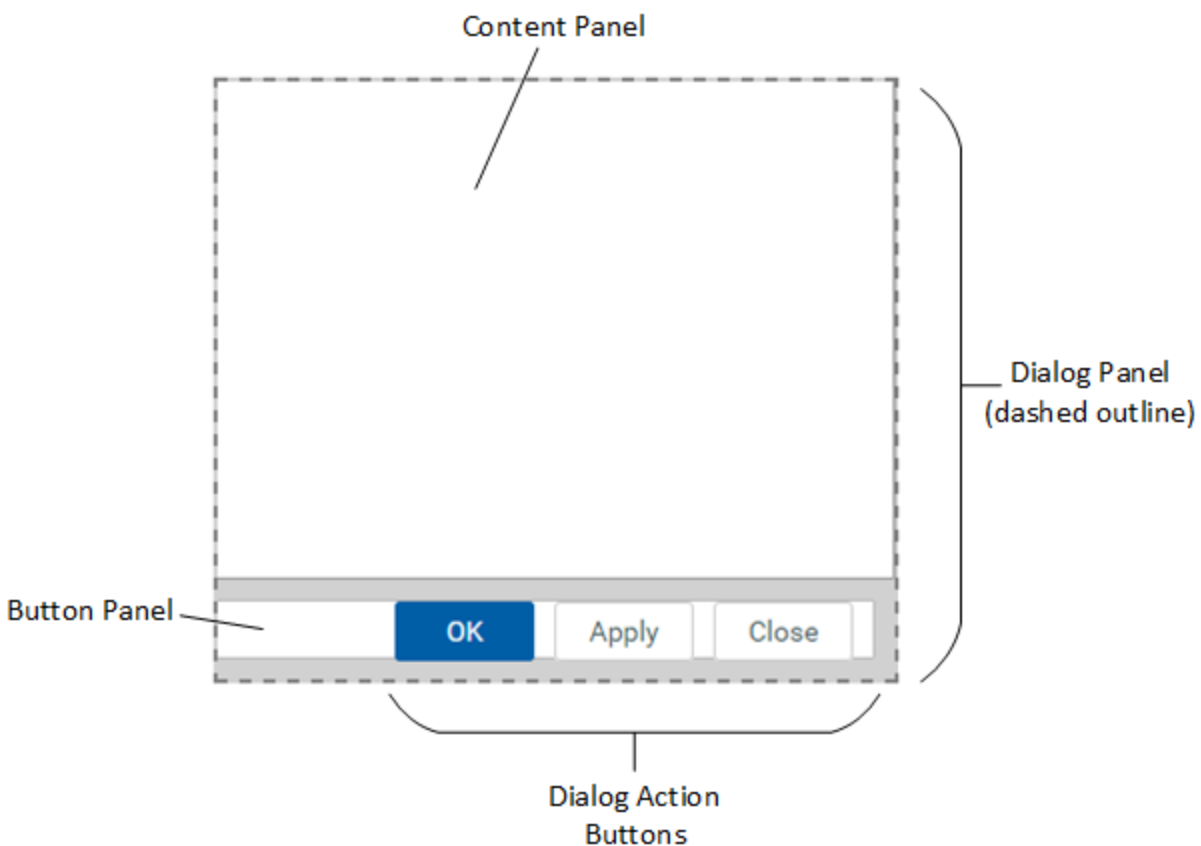 Content Panel
Dialog Panel
(dashed outline)
Button Panel
OK
Apply
Close
Dialog Action
Buttons